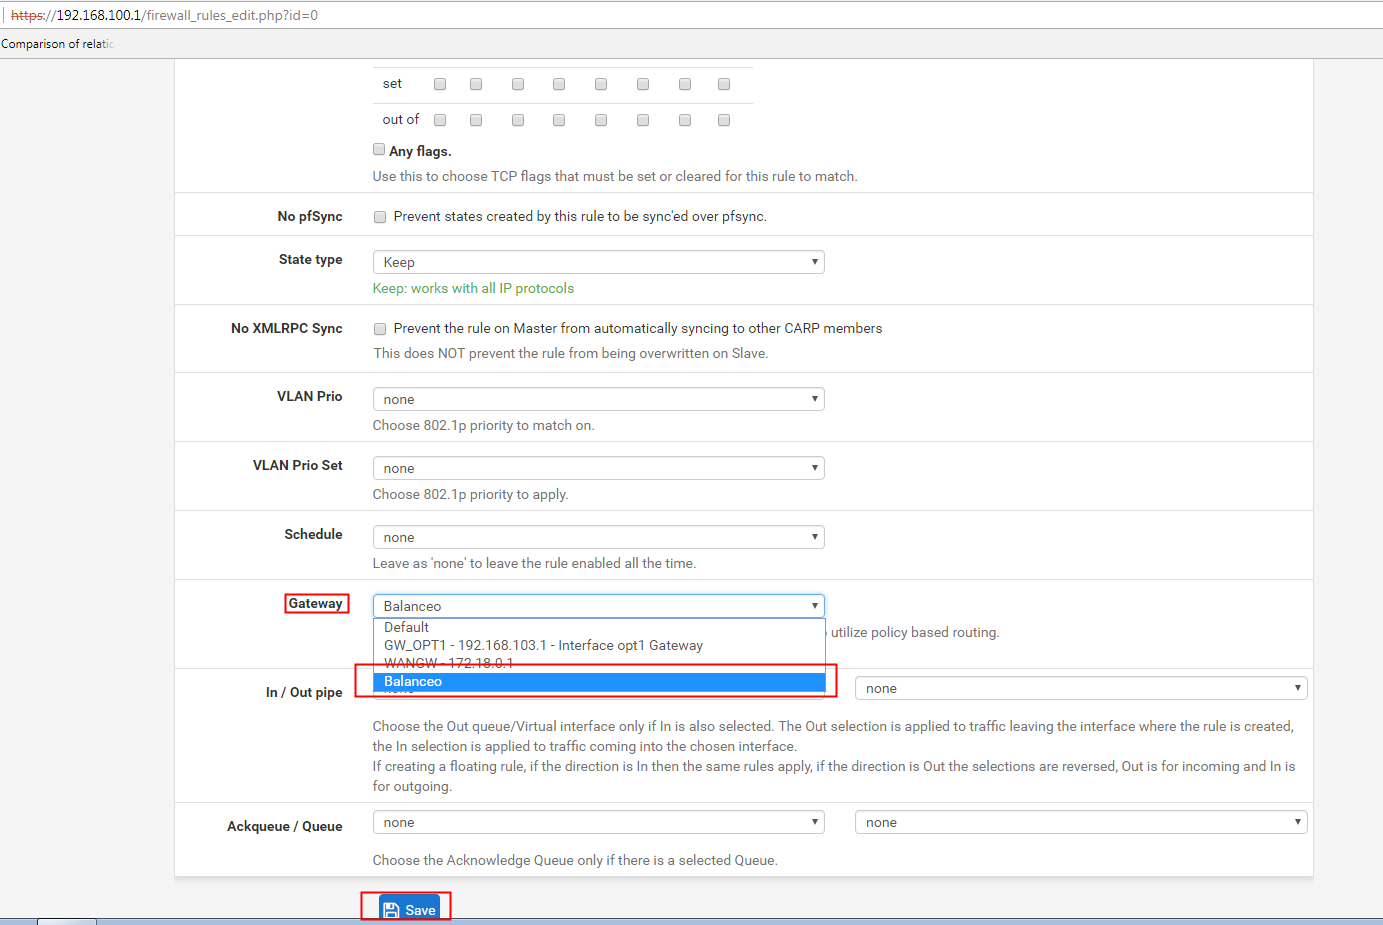 https://192.168.100.1/firewall_rules_edit.php?id=0
Comparison of relatic
set
out of
Any flags.
Use this to choose TCP flags that must be set or cleared for this rule to match.
No pfSync
Prevent states created by this rule to be sync'ed over pfsync.
State type
Keep
Keep: works with all IP protocols
No XMLRPC Sync
Prevent the rule on Master from automatically syncing to other CARP members
This does NOT prevent the rule from being overwritten on Slave.
VLAN Prio
none
Choose 802.1p priority to match on.
VLAN Prio Set
none
Choose 802.1p priority to apply.
Schedule
none
Leave as 'none' to leave the rule enabled all the time.
Gateway
Balanceo
Default
GW_OPT1 - 192.168.103.1 - Interface opt1 Gateway
utilize policy based routing.
WANGW - 172.18.0.1
Balanceo
In / Out pipe
none
Choose the Out queue/Virtual interface only if In is also selected. The Out selection is applied to traffic leaving the interface where the rule is created,
the In selection is applied to traffic coming into the chosen interface.
If creating a floating rule, if the direction is In then the same rules apply, if the direction is Out the selections are reversed, Out is for incoming and In is
for outgoing.
Ackqueue / Queue
none
none
Choose the Acknowledge Queue only if there is a selected Queue.
Save